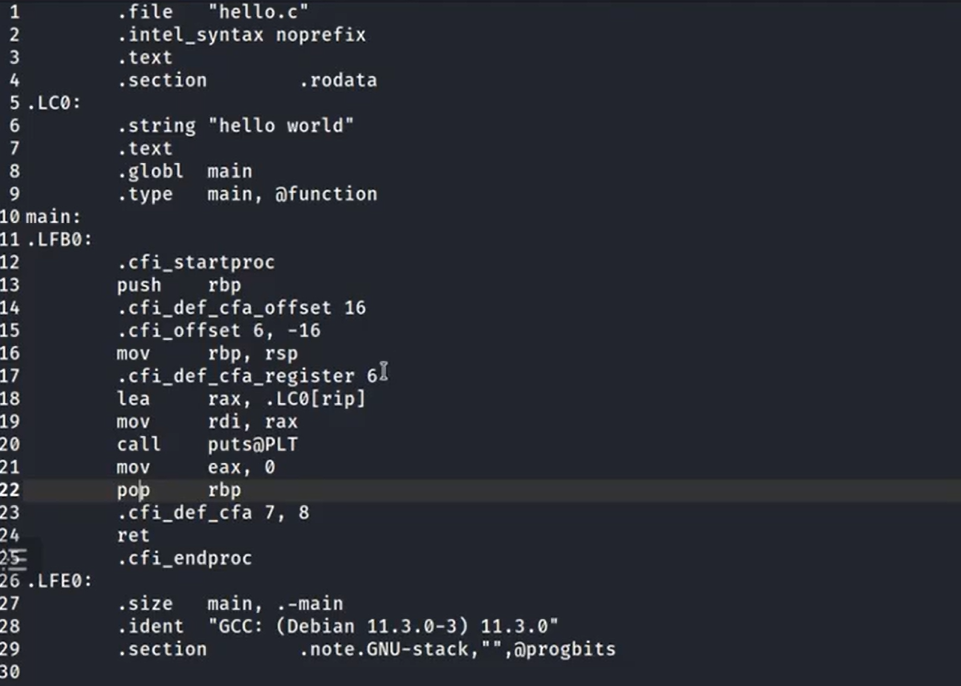 1 .file "hello.c"
2 .intel_syntax noprefix
3 .text
4 .section .rodata
5 .LC0:
6 .string "hello world"
7 .text
8 .globl main
9 .type main, @function
10 main:
11 .LFB0:
12 .cfi_startproc
13 push rbp
14 .cfi_def_cfa_offset 16
15 .cfi_offset 6, -16
16 mov rbp, rsp
17 .cfi_def_cfa_register 6
18 lea rax, .LC0[rip]
19 mov rdi, rax
20 call puts@PLT
21 mov eax, 0
22 pop rbp
23 .cfi_def_cfa 7, 8
24 ret
25 .cfi_endproc
26 .LFE0:
27 .size main, .-main
28 .ident "GCC: (Debian 11.3.0-3) 11.3.0"
29 .section .note.GNU-stack,"",@progbits
30